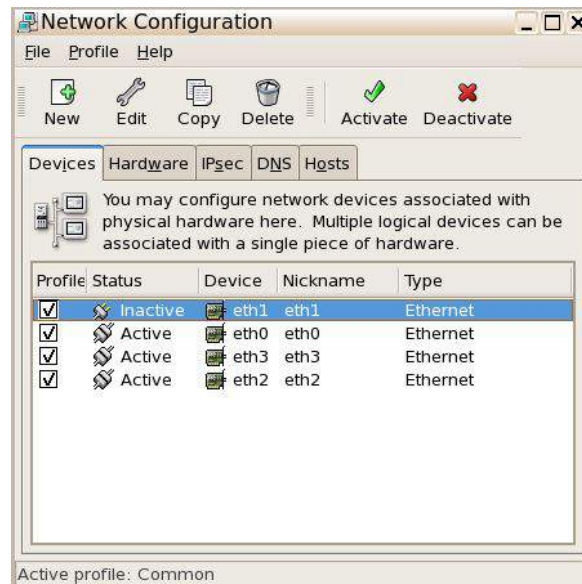 Network Configuration
File Profile Help
New Edit Copy Delete Activate Deactivate
Devices Hardware IPsec DNS Hosts
You may configure network devices associated with
physical hardware here. Multiple logical devices can be
associated with a single piece of hardware.
Profile Status Device Nickname Type
Inactive eth1 eth1 Ethernet
Active eth0 eth0 Ethernet
Active eth3 eth3 Ethernet
Active eth2 eth2 Ethernet
Active profile: Common